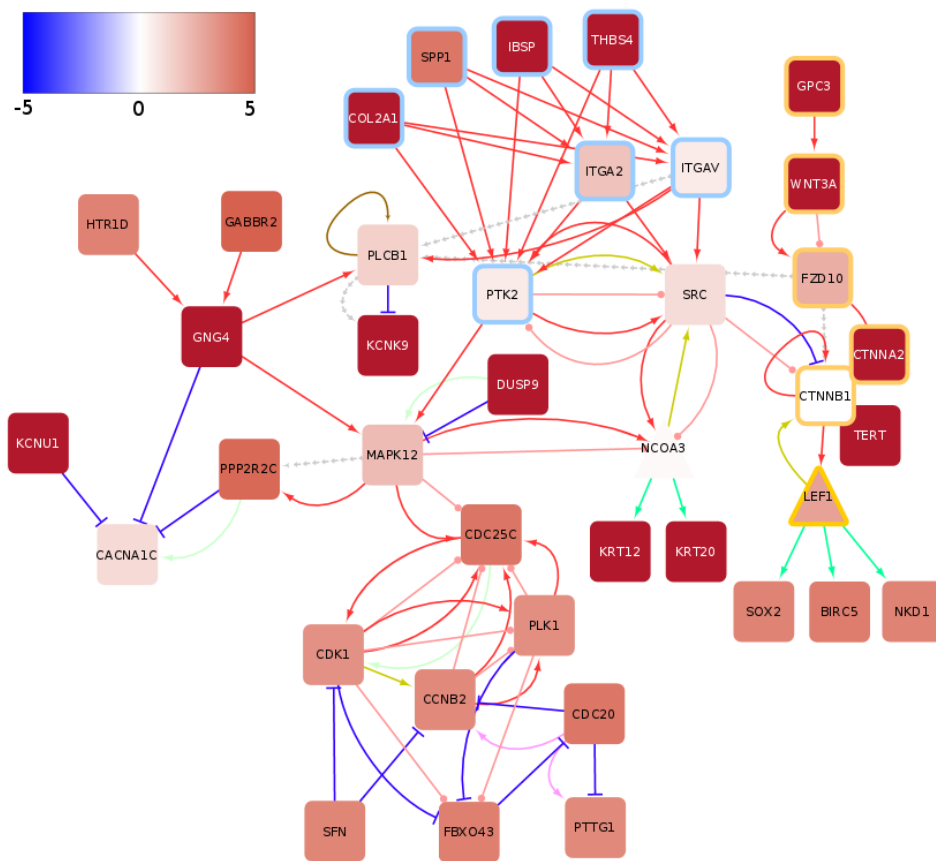 -5
0
5
SPP1
IBSP
THBS4
GPC3
COL2A1
ITGA2
ITGAV
WNT3A
HTR1D
GABBR2
PLCB1
FZD10
PTK2
SRC
GNG4
KCNK9
CTNNA2
DUSP9
CTNNB1
KCNU1
TERT
MAPK12
NCOA3
PPP2R2C
LEF1
CDC25C
CACNA1C
KRT12
KRT20
SOX2
BIRC5
NKD1
PLK1
CDK1
CCNB2
CDC20
SFN
FBXO43
PTTG1